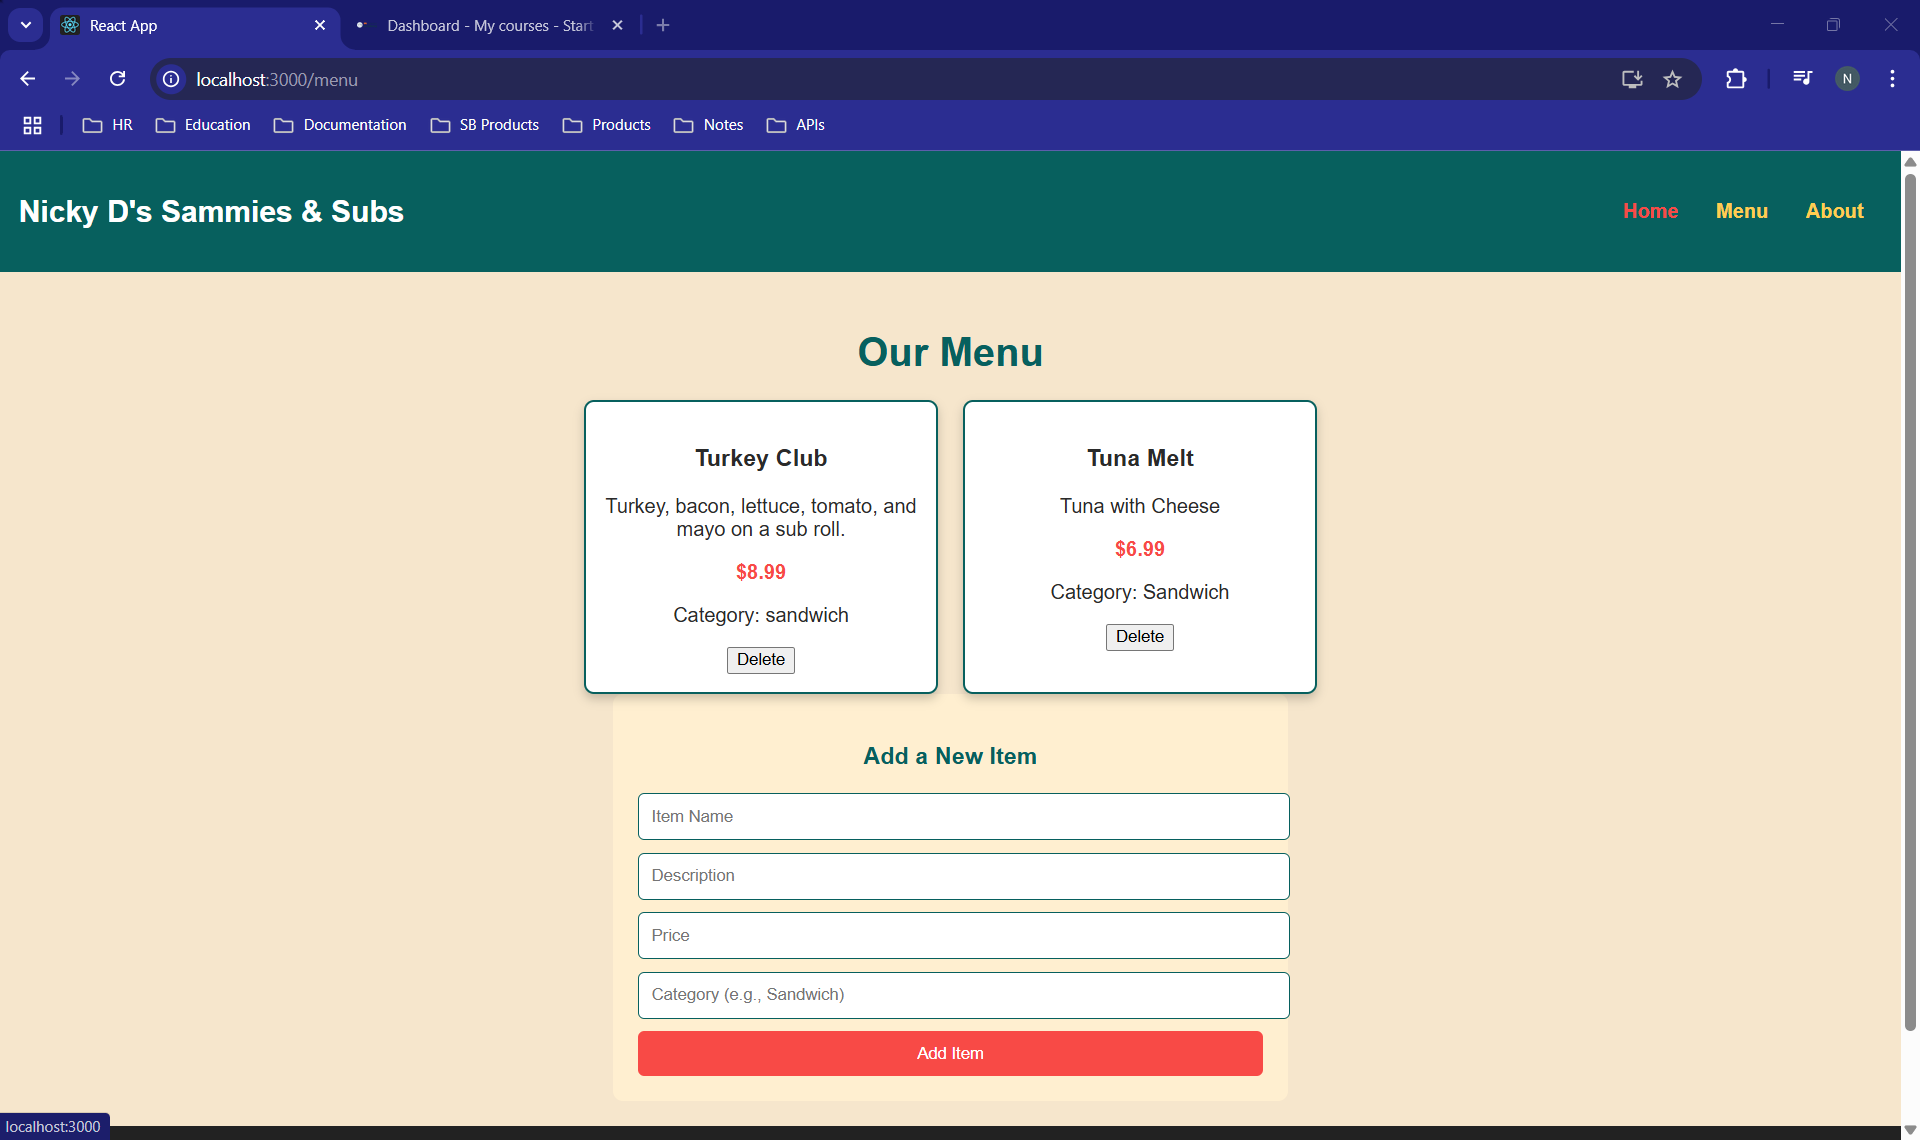 React App
Dashboard - My courses - Start
localhost:3000/menu
N
HR
Education
Documentation
SB Products
Products
Notes
APIs
Nicky D's Sammies & Subs
Home
Menu
About
Our Menu
Turkey Club
Turkey, bacon, lettuce, tomato, and
mayo on a sub roll.
$8.99
Category: sandwich
Delete
Tuna Melt
Tuna with Cheese
$6.99
Category: Sandwich
Delete
Add a New Item
Item Name
Description
Price
Category (e.g., Sandwich)
Add Item
localhost:3000